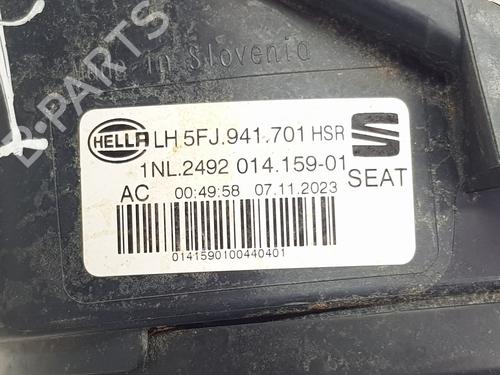 Made in Slovenia
HELLA LH 5FJ.941.701 HSR
1NL.2492 014.159-01
AC 00:49:58 07.11.2023 SEAT
0141590100440401
B-PARTS